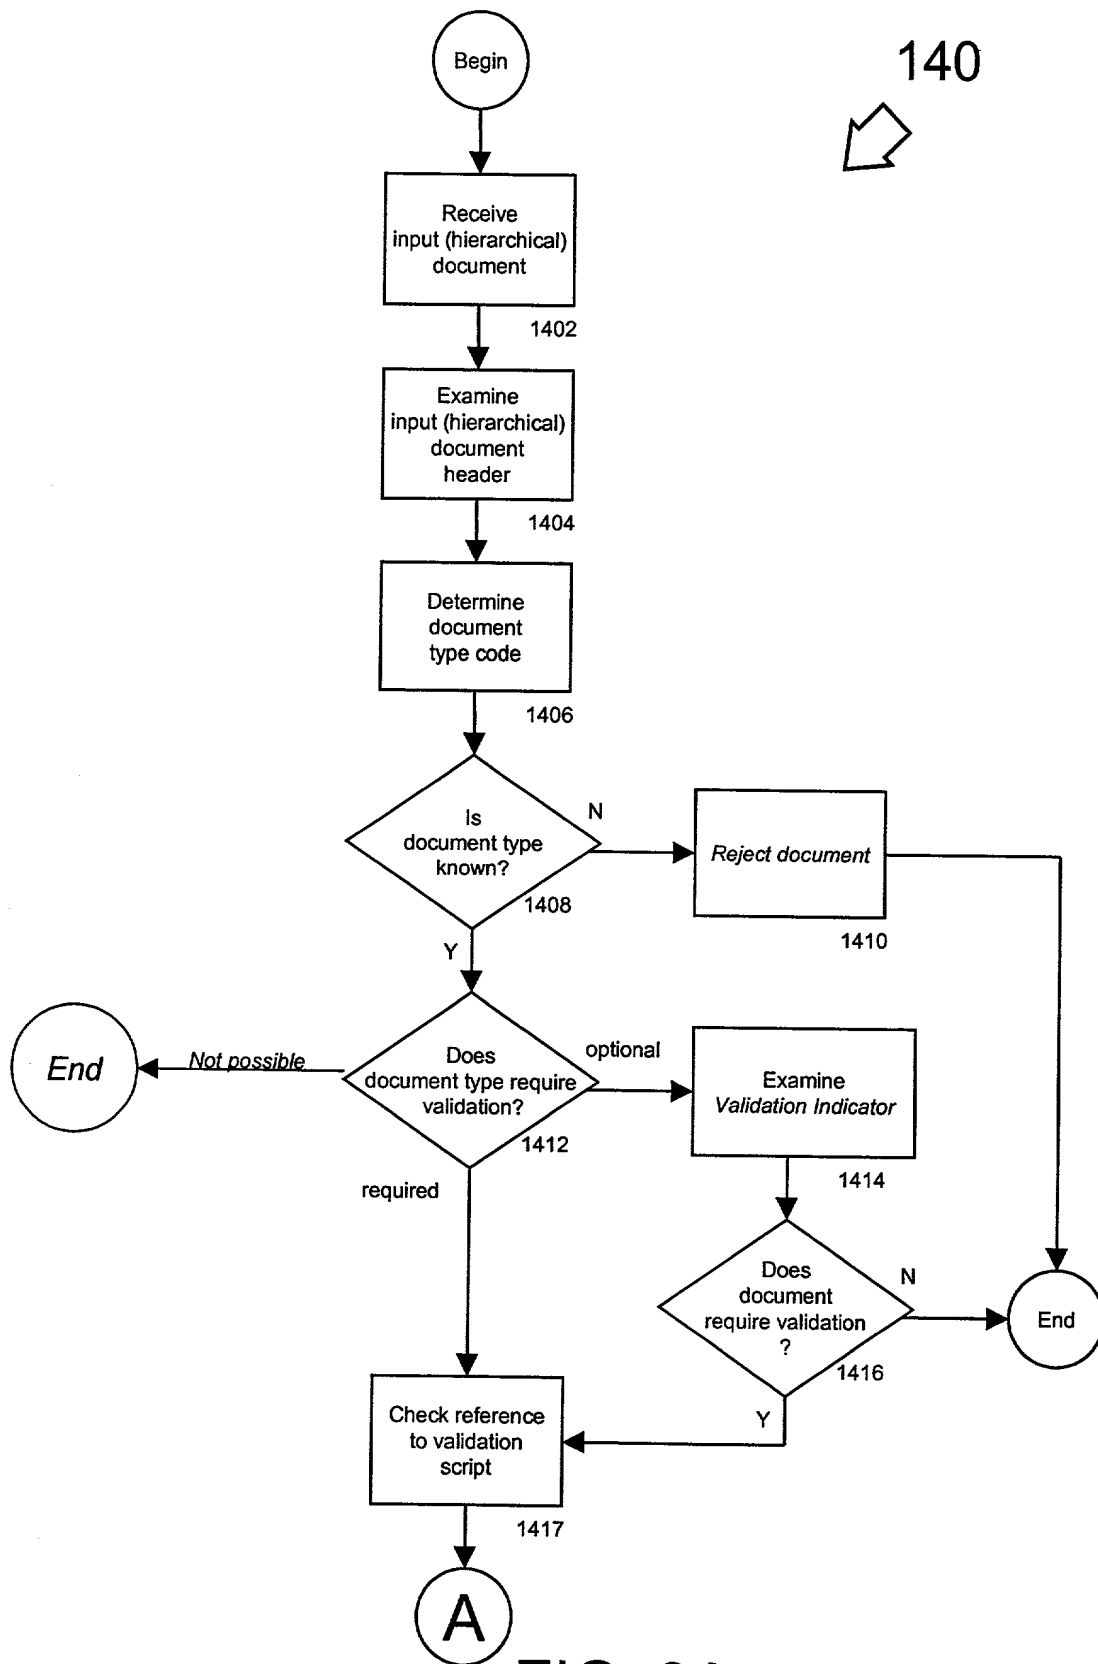 Begin
140
Receive
input (hierarchical)
document
1402
Examine
input (hierarchical)
document
header
1404
Determine
document
type code
1406
Is
document type
known?
1408
N
Reject document
1410
Y
End
Not possible
Does
document type require
validation?
1412
optional
Examine
Validation Indicator
1414
required
Does
document
require validation
?
1416
N
End
Y
Check reference
to validation
script
1417
A